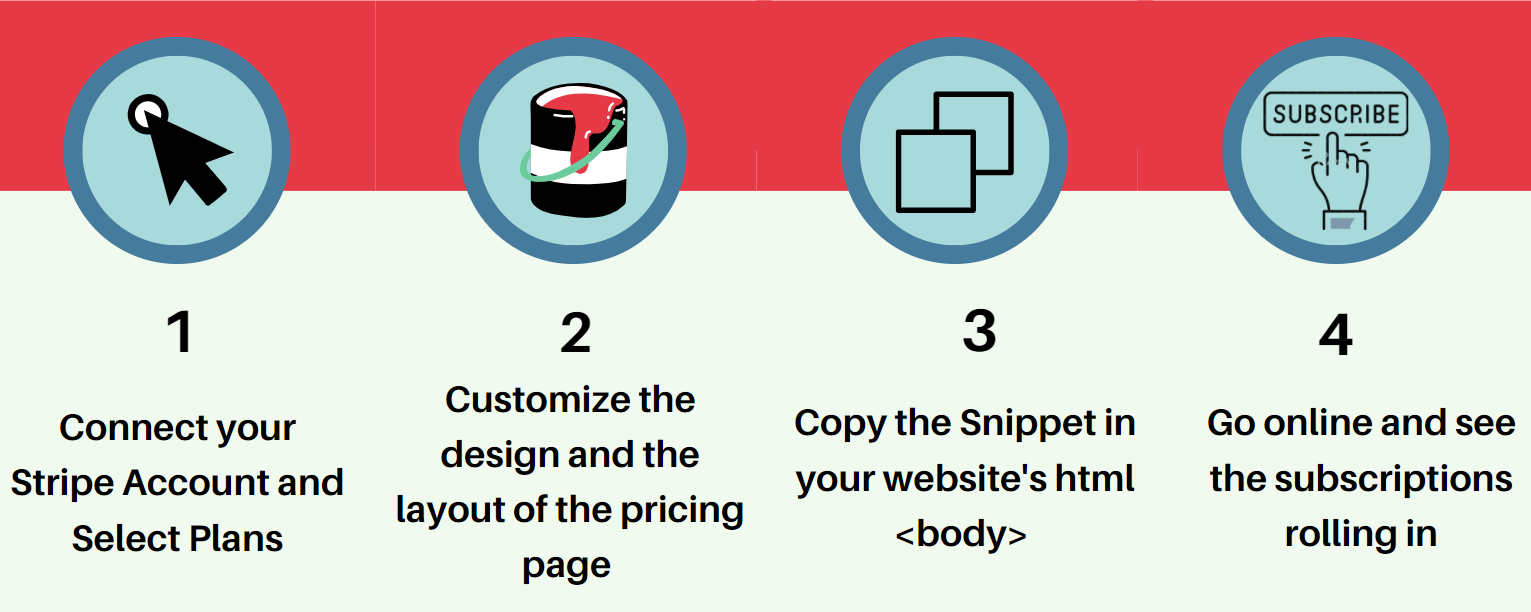 SUBSCRIBE
1
Connect your
Stripe Account and
Select Plans
2
Customize the
design and the
layout of the pricing
page
3
Copy the Snippet in
your website's html
<body>
4
Go online and see
the subscriptions
rolling in